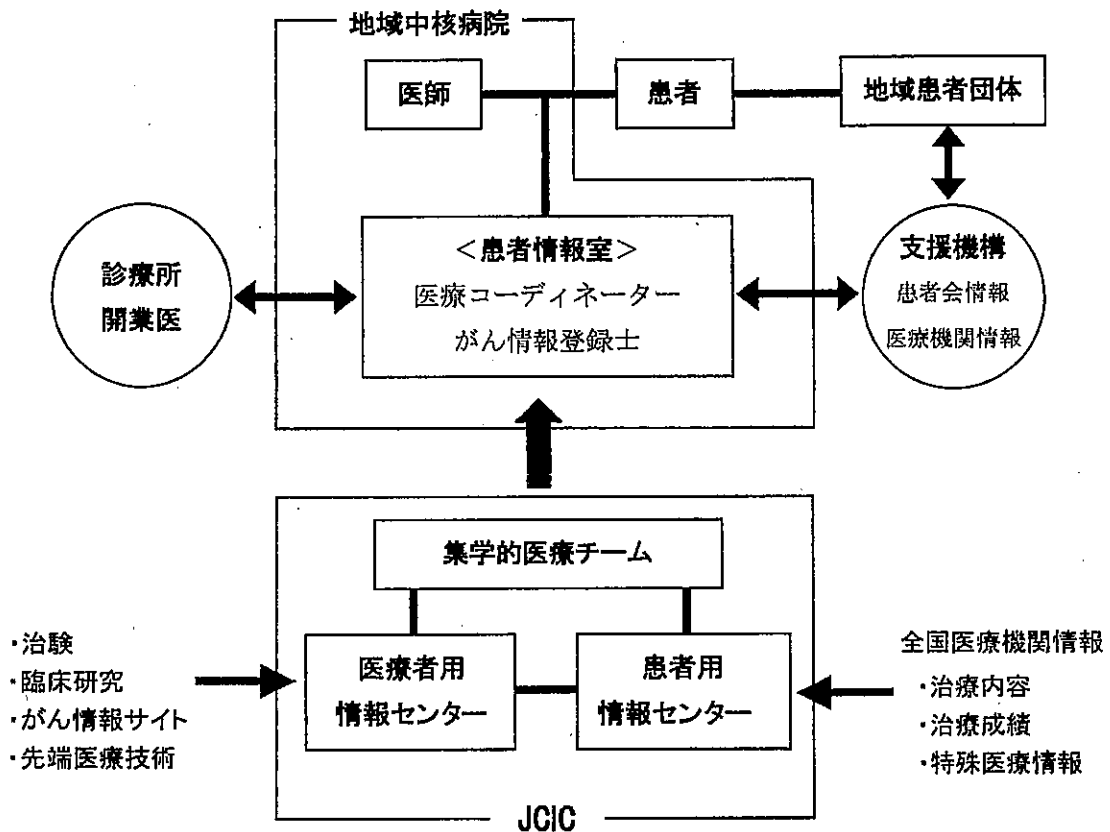 地域中核病院
医師
患者
地域患者団体
診療所
開業医
<患者情報室>
医療コーディネーター
がん情報登録士
支援機構
患者会情報
医療機関情報
集学的医療チーム
・治験
・臨床研究
・がん情報サイト
・先端医療技術
医療者用
情報センター
患者用
情報センター
全国医療機関情報
・治療内容
・治療成績
・特殊医療情報
JCIC